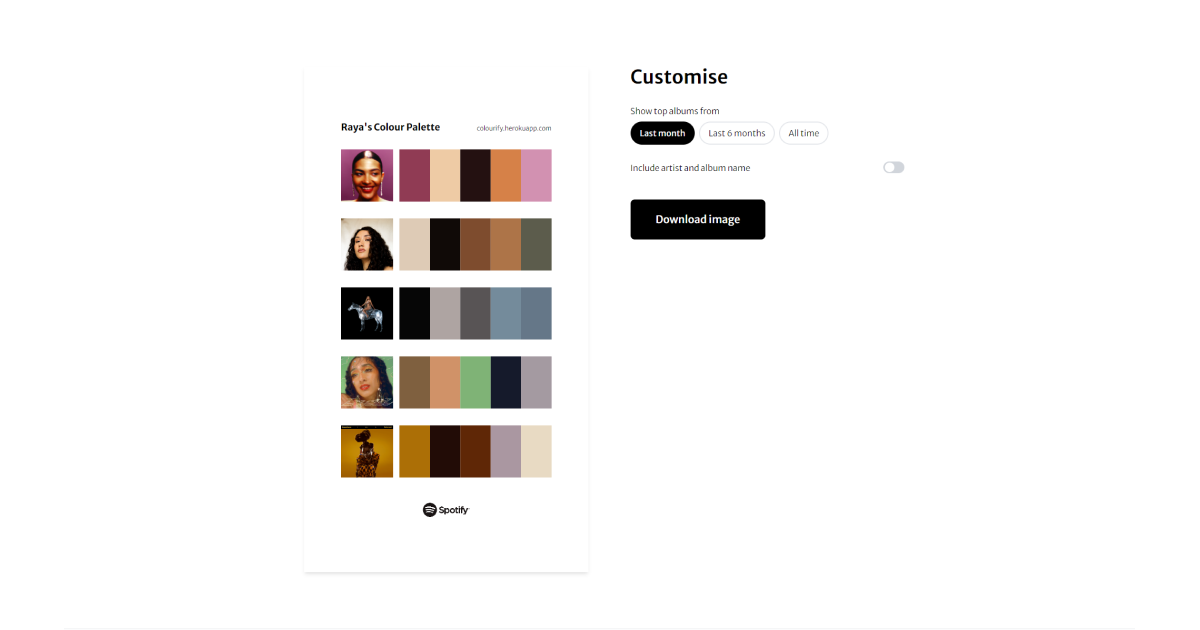 Raya's Colour Palette
colourify.herokuapp.com
Spotify
Customise
Show top albums from
Last month
Last 6 months
All time
Include artist and album name
Download image